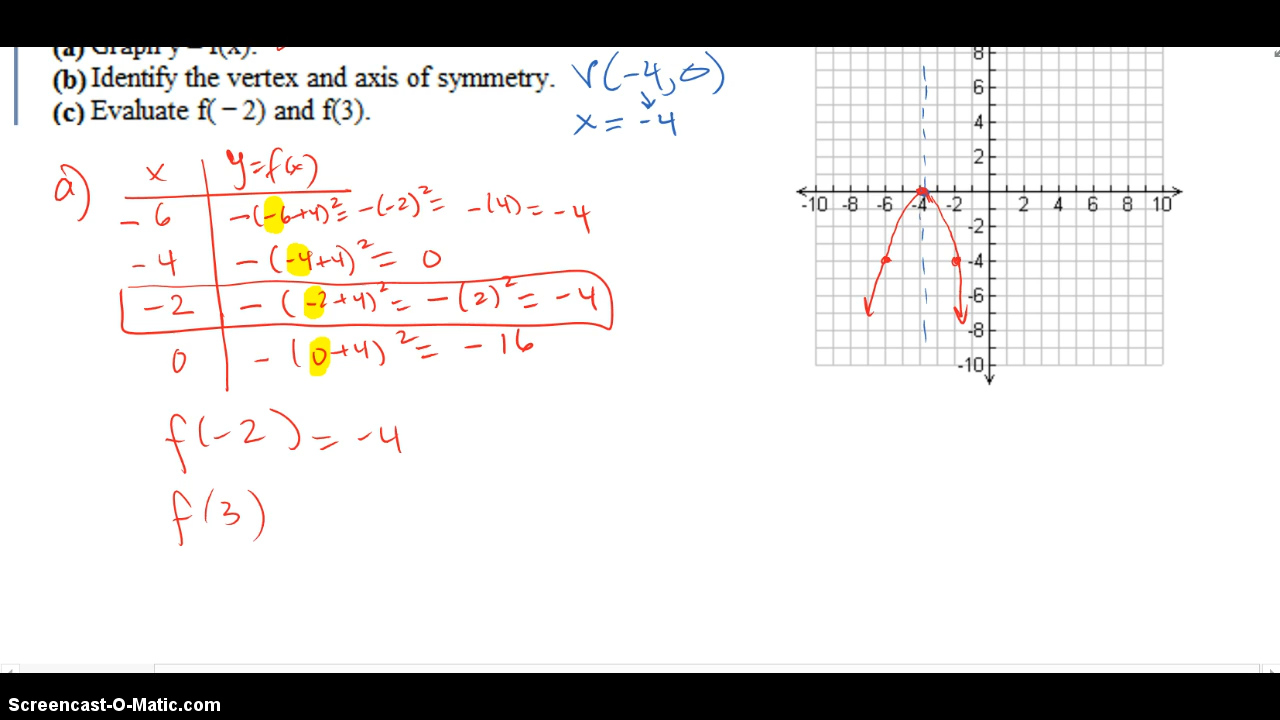 (a) Graph y = f(x).
(b) Identify the vertex and axis of symmetry.
(c) Evaluate f(-2) and f(3).
V(-4, 0)
x = -4
a)
x y=f(x)
-6 -(-6+4)²= -(-2)²= -(4) = -4
-4 -(-4+4)² = 0
-2 -(-2+4)² = -(2)² = -4
0 -(0+4)² = -16
f(-2) = -4
f(3)
8
6
4
2
-10 -8 -6 -4 -2 2 4 6 8 10
-2
-4
-6
-8
-10
Screencast-O-Matic.com